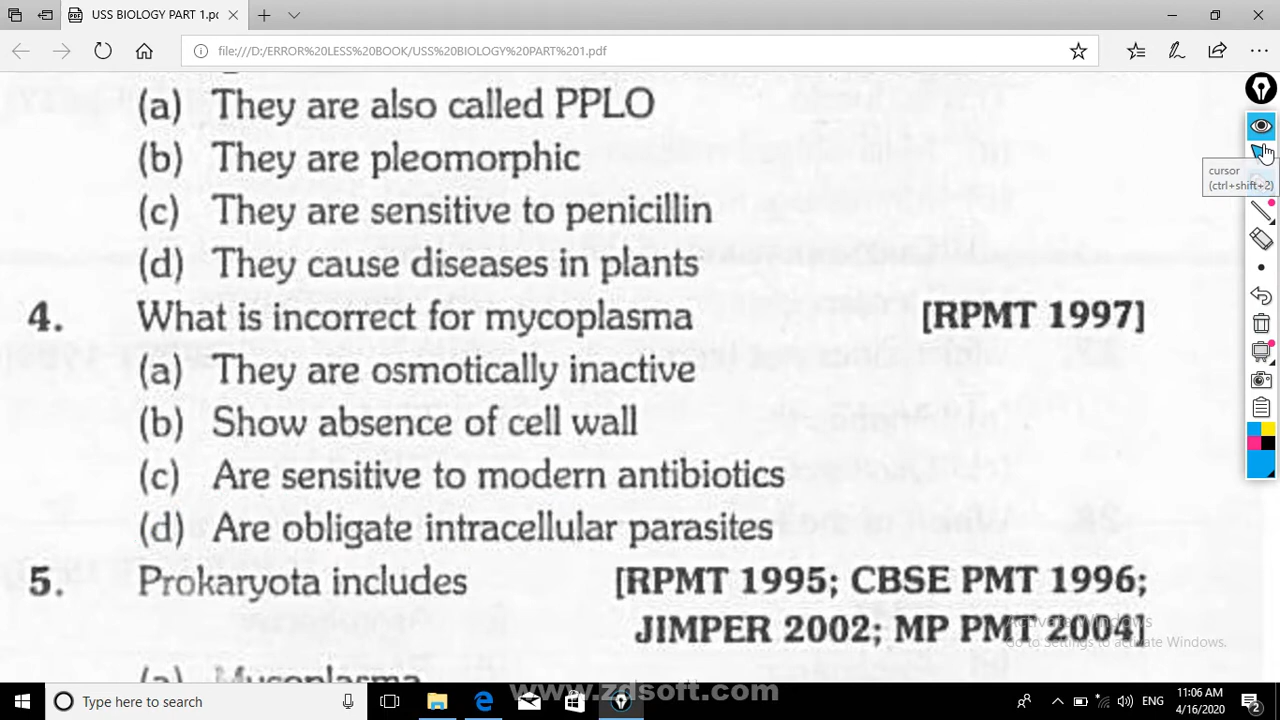 USS BIOLOGY PART 1.pd
file:///D:/ERROR%20LESS%20BOOK/USS%20BIOLOGY%20PART%201.pdf
(a) They are also called PPLO
(b) They are pleomorphic
cursor
(ctrl+shift+2)
(c) They are sensitive to penicillin
(d) They cause diseases in plants
4. What is incorrect for mycoplasma [RPMT 1997]
(a) They are osmotically inactive
(b) Show absence of cell wall
(c) Are sensitive to modern antibiotics
(d) Are obligate intracellular parasites
5. Prokaryota includes [RPMT 1995; CBSE PMT 1996;
JIMPER 2002; MP PMT 2004]
Activate Windows
Go to Settings to activate Windows.
(a) Mycoplasma
www.zdsoft.com
Type here to search
ENG
11:06 AM
4/16/2020
2